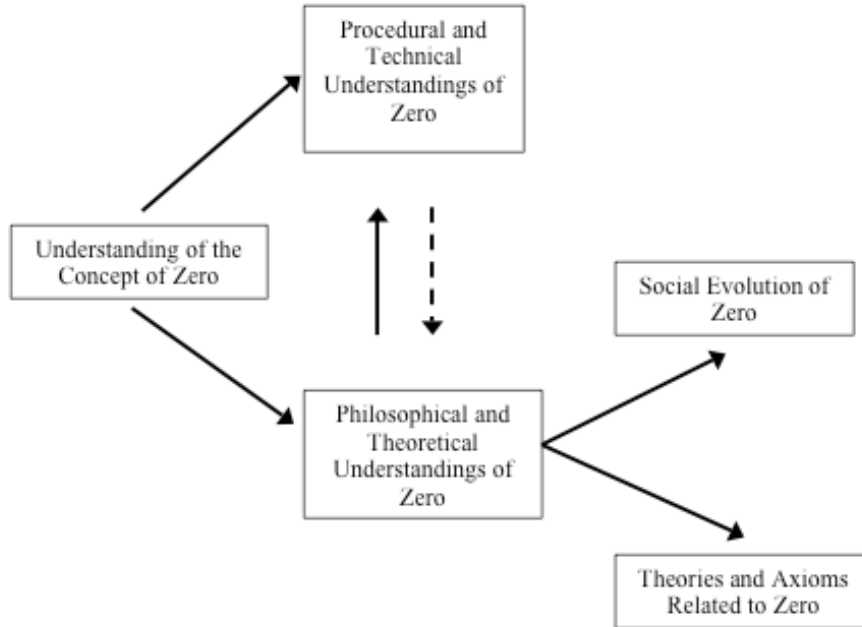 Procedural and
Technical
Understandings of
Zero
Understanding of the
Concept of Zero
Social Evolution of
Zero
Philosophical and
Theoretical
Understandings of
Zero
Theories and Axioms
Related to Zero